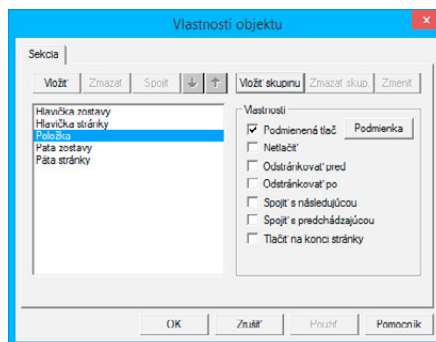 Vlastnosti objektu
x
Sekcia
Vložiť Zmazať Spojiť Vložiť skupinu Zmazať skup. Zmeniť
Hlavička zostavy
Hlavička stránky
Položka
Pata zostavy
Päta stránky
Vlastnosti
Podmienená tlač Podmienka
Netlačiť
Odstránkovať pred
Odstránkovať po
Spojiť s následujúcou
Spojiť s predchádzajúcou
Tlačiť na konci stránky
OK Zrušiť Použiť Pomocník